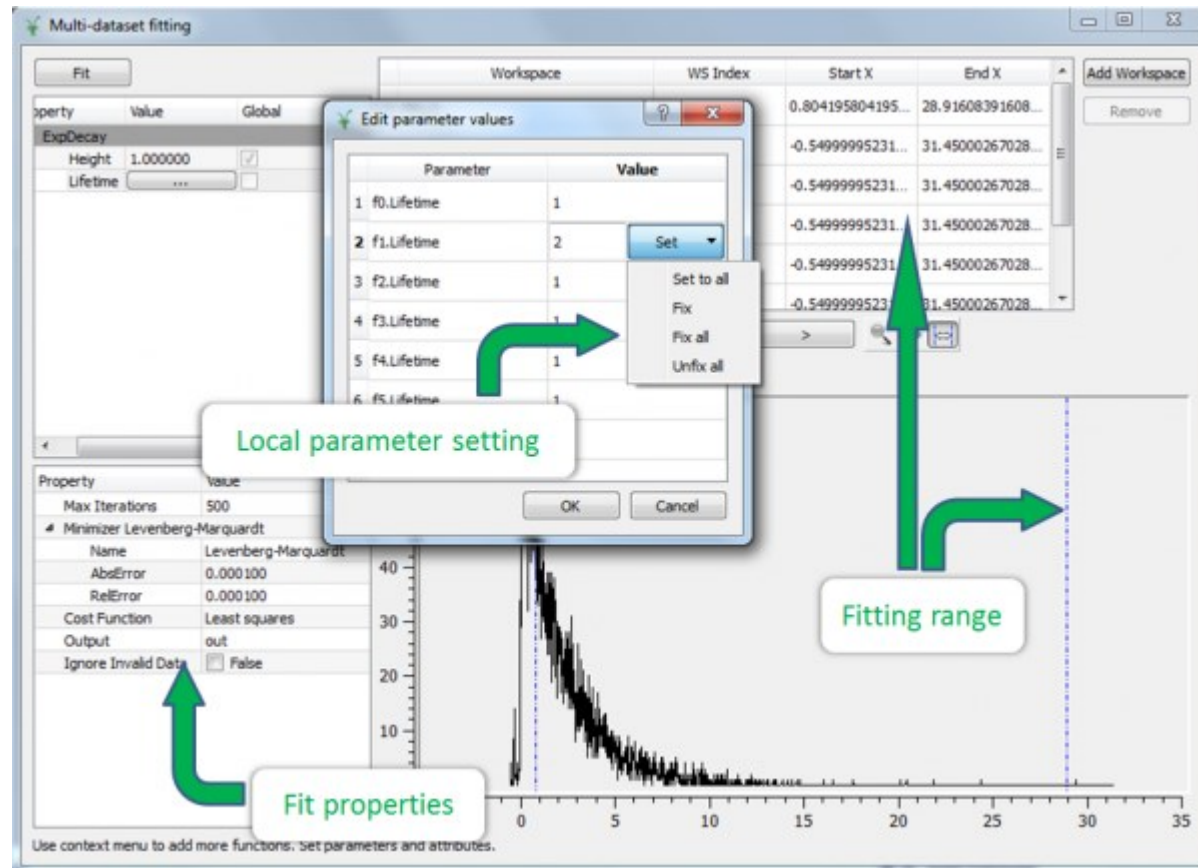 Multi-dataset fitting
Fit
Workspace WS Index Start X End X
Add Workspace
Remove
operty Value Global
ExpDecay
Height 1.000000
Lifetime ...
0.804195804195... 28.91608391608...
-0.54999995231... 31.45000267028...
-0.54999995231... 31.45000267028...
-0.54999995231... 31.45000267028...
-0.54999995231... 31.45000267028...
>
Edit parameter values
Parameter Value
1 f0.Lifetime 1
2 f1.Lifetime 2 Set
3 f2.Lifetime 1
4 f3.Lifetime 1
5 f4.Lifetime 1
6 f5.Lifetime 1
Set to all
Fix
Fix all
Unfix all
OK Cancel
Local parameter setting
Property Value
Max Iterations 500
Minimizer Levenberg-Marquardt
Name Levenberg-Marquardt
AbsError 0.000100
RelError 0.000100
Cost Function Least squares
Output out
Ignore Invalid Data False
Fitting range
Fit properties
40
30
20
10
0 5 10 15 20 25 30 35
Use context menu to add more functions. Set parameters and attributes.